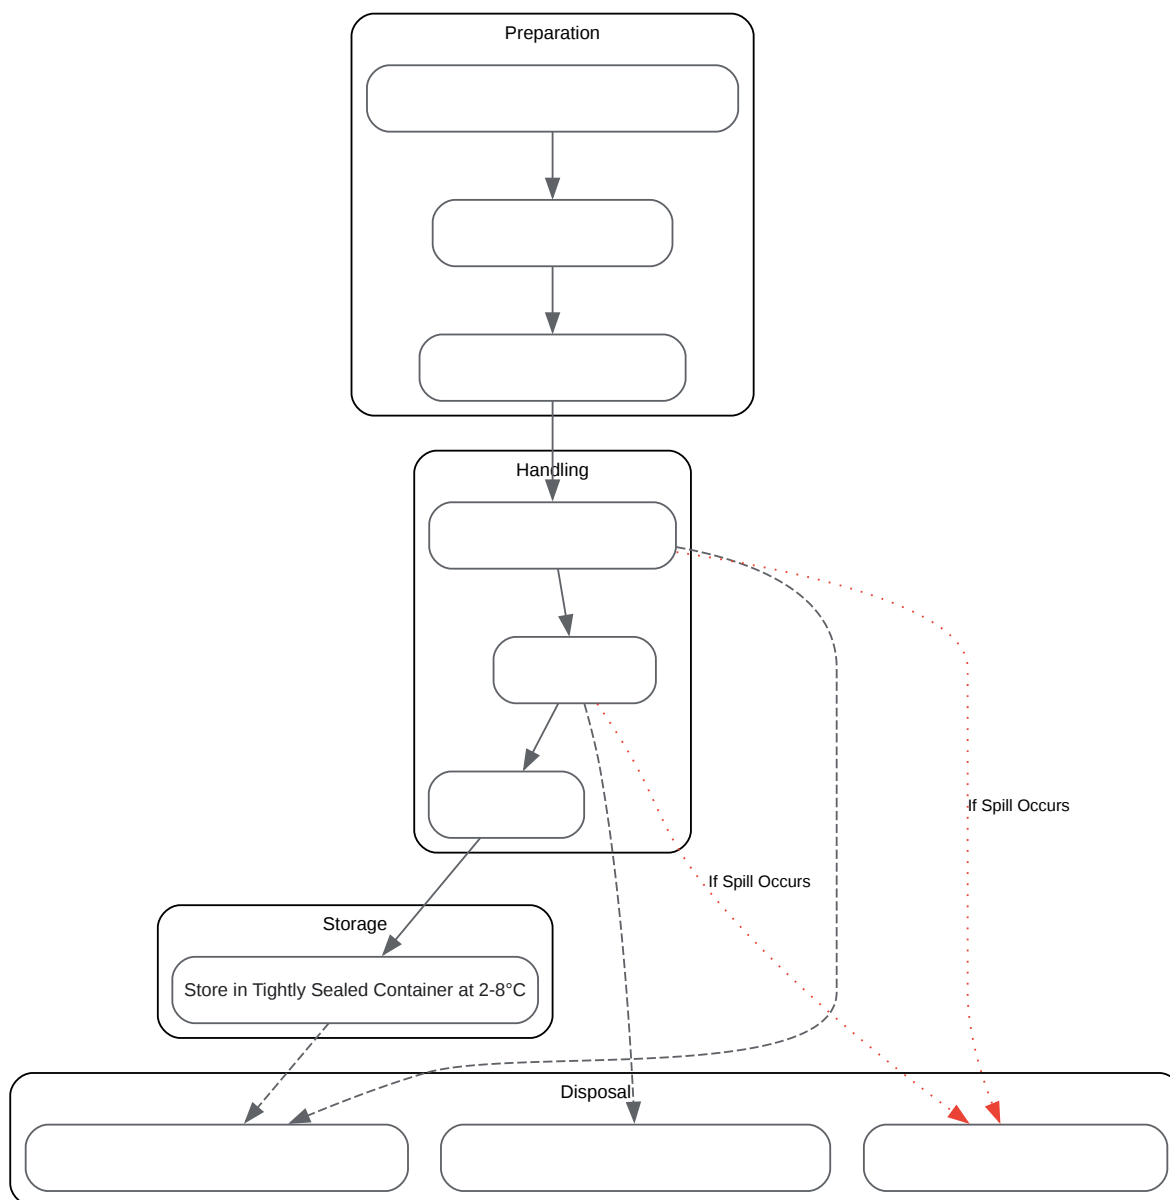 Preparation
Handling
If Spill Occurs
If Spill Occurs
Storage
Store in Tightly Sealed Container at 2-8°C
Disposal